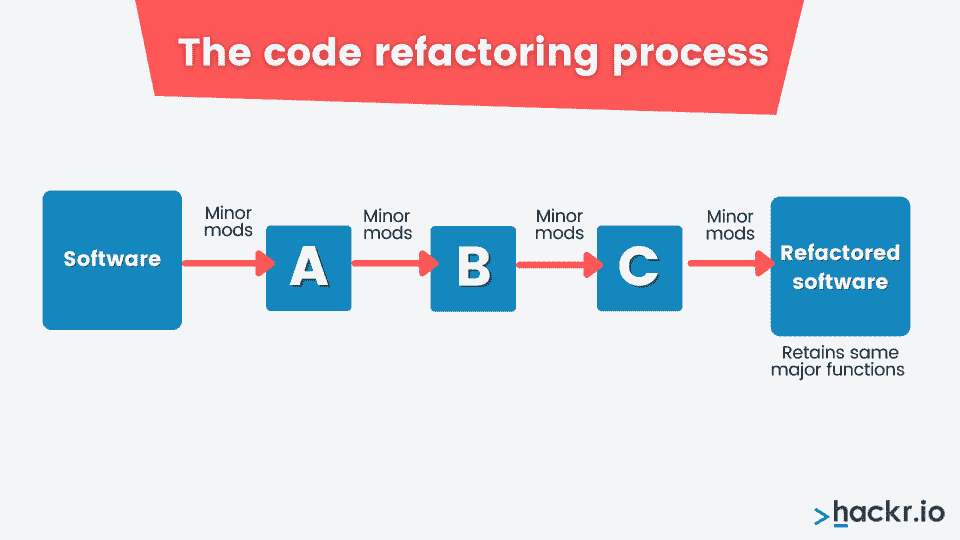 The code refactoring process
Software
Minor
mods
A
Minor
mods
B
Minor
mods
C
Minor
mods
Refactored
software
Retains same
major functions
>hackr.io